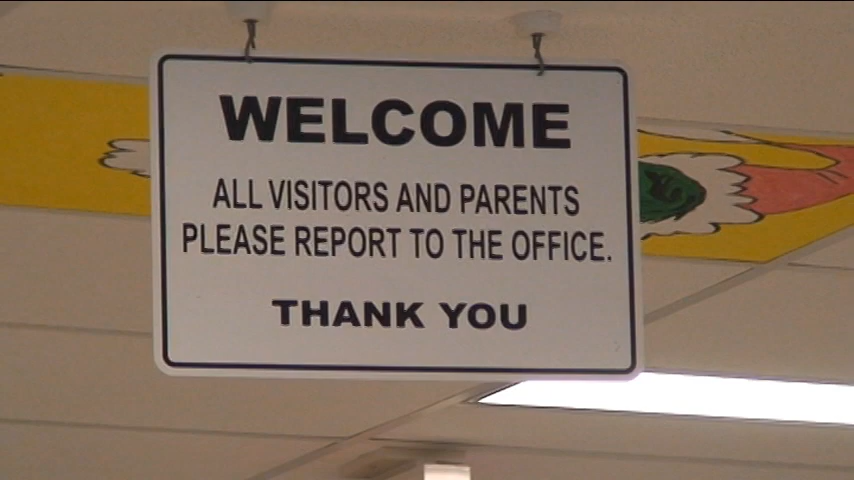 WELCOME
ALL VISITORS AND PARENTS
PLEASE REPORT TO THE OFFICE.
THANK YOU